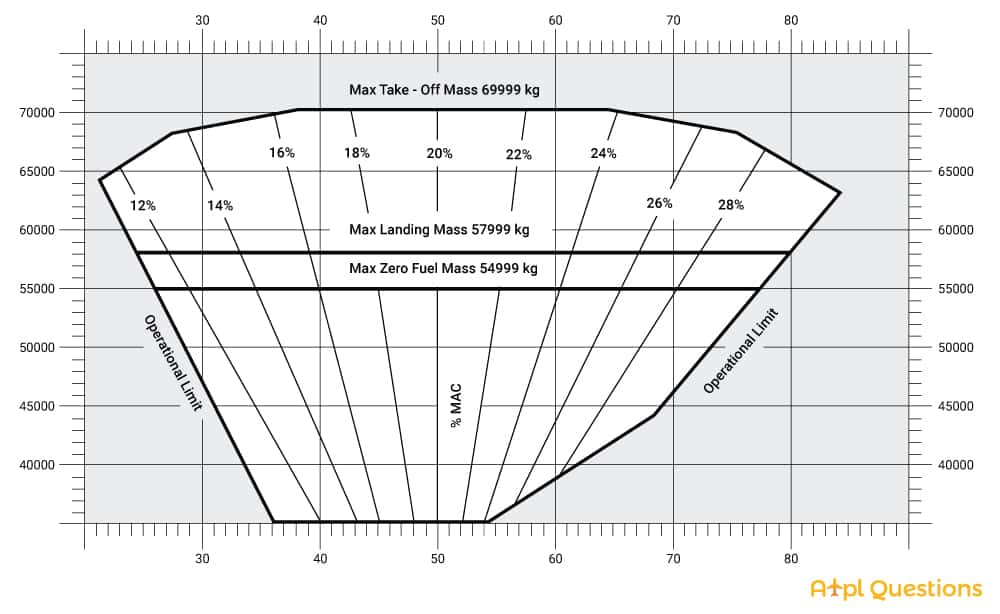 30 40 50 60 70 80
Max Take - Off Mass 69999 kg
70000 70000
16% 18% 20% 22% 24%
65000 65000
12% 14% 26% 28%
60000 Max Landing Mass 57999 kg 60000
Max Zero Fuel Mass 54999 kg
55000 55000
Operational Limit
Operational Limit
50000 50000
% MAC
45000 45000
40000 40000
30 40 50 60 70 80
Atpl Questions